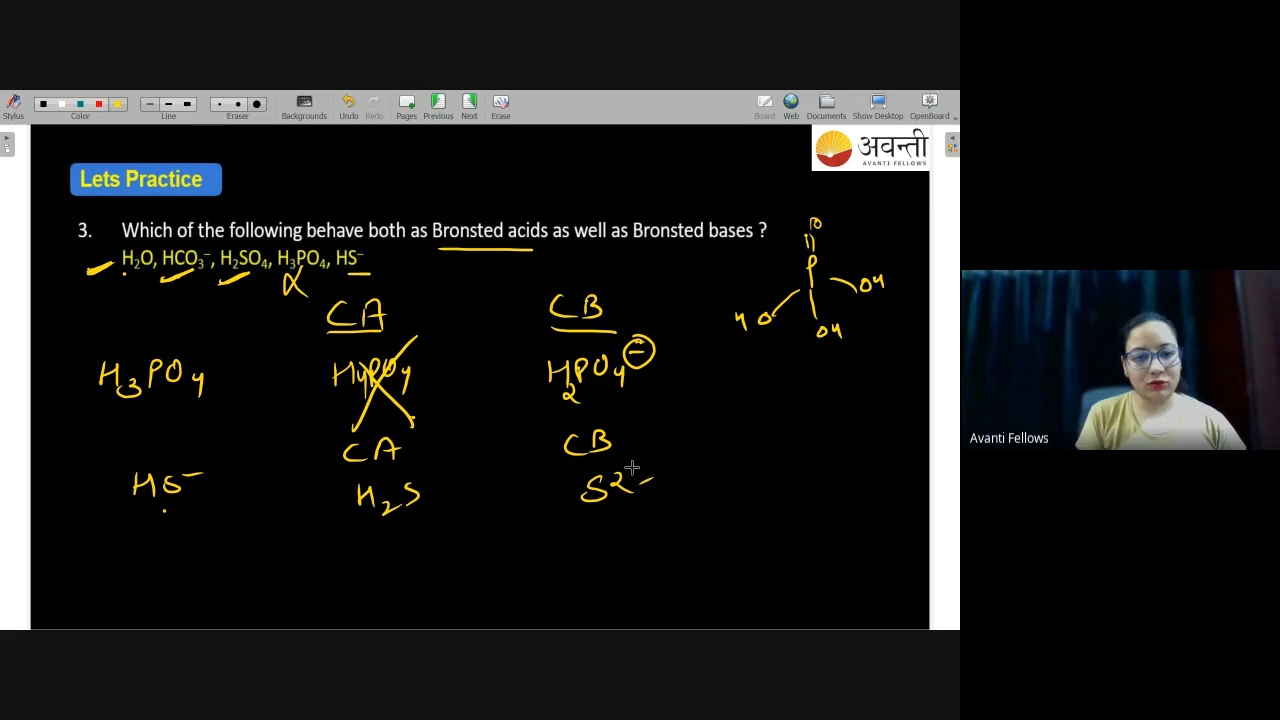 Stylus
Color
Line
Eraser
Backgrounds
Undo
Redo
Pages
Previous
Next
Erase
Board
Web
Documents
Show Desktop
OpenBoard
अवन्ती
AVANTI FELLOWS
Lets Practice
3. Which of the following behave both as Bronsted acids as well as Bronsted bases ?
H₂O, HCO₃⁻, H₂SO₄, H₃PO₄, HS⁻
O
P
OH
HO
OH
CA CB
H₃PO₄ H₄PO₄ H₂PO₄⁻
CA CB
HS⁻ H₂S S²⁻
Avanti Fellows